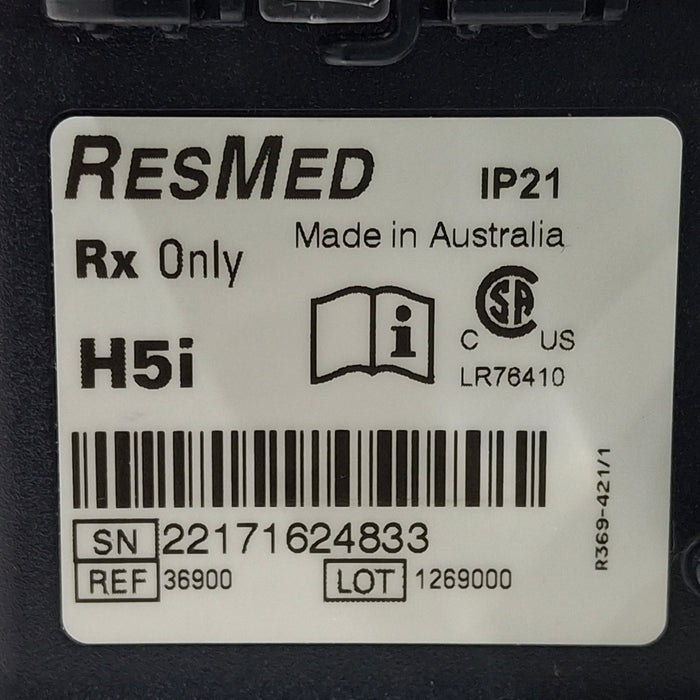 RESMED
IP21
Made in Australia
Rx Only
i
CSA
C US
H5i
LR76410
R369-421/1
SN 22171624833
REF 36900 LOT 1269000